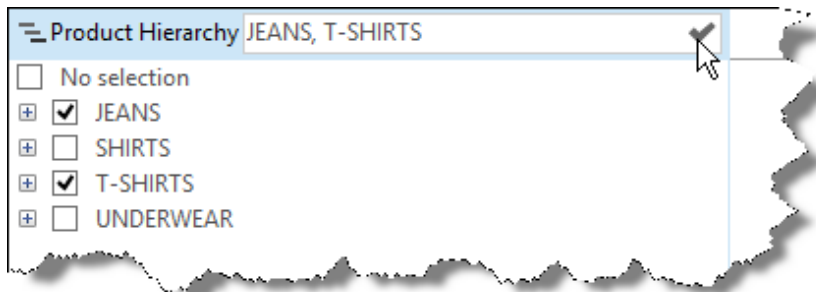 Product Hierarchy JEANS, T-SHIRTS
No selection
JEANS
SHIRTS
T-SHIRTS
UNDERWEAR